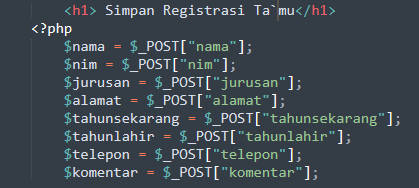 <h1> Simpan Registrasi Ta`mu</h1>
<?php
$nama = $_POST["nama"];
$nim = $_POST["nim"];
$jurusan = $_POST["jurusan"];
$alamat = $_POST["alamat"];
$tahunsekarang = $_POST["tahunsekarang"];
$tahunlahir = $_POST["tahunlahir"];
$telepon = $_POST["telepon"];
$komentar = $_POST["komentar"];